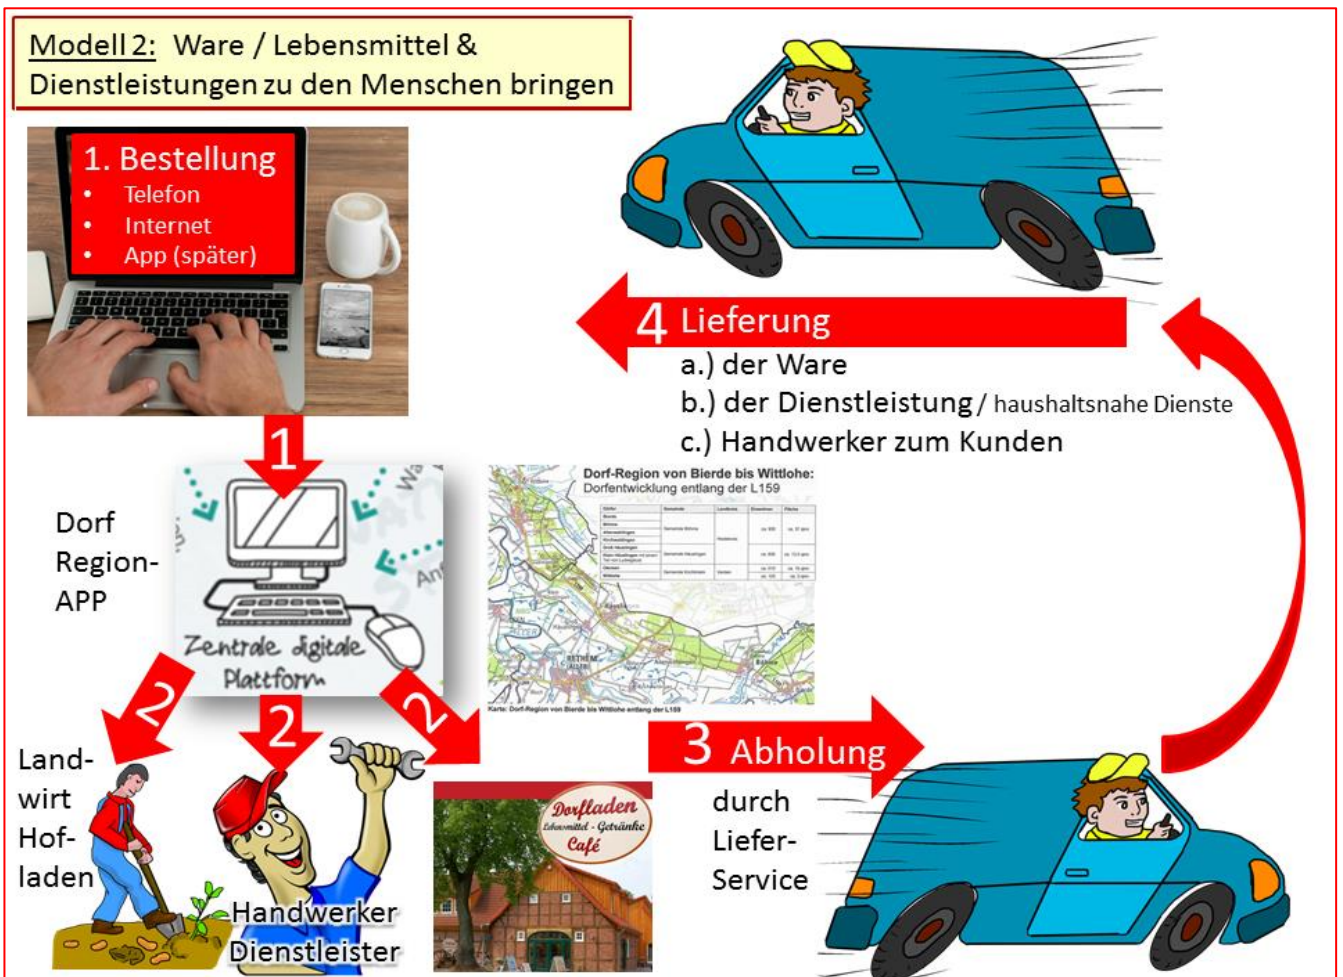 Modell 2: Ware / Lebensmittel &
Dienstleistungen zu den Menschen bringen
1. Bestellung
• Telefon
• Internet
• App (später)
4 Lieferung
a.) der Ware
b.) der Dienstleistung / haushaltsnahe Dienste
c.) Handwerker zum Kunden
1
Dorf
Region-
APP
Zentrale digitale
Plattform
Dorf-Region von Bierde bis Wittlohe:
Dorfentwicklung entlang der L159
RETHEM
Karte: Dorf-Region von Bierde bis Wittlohe entlang der L159
2
2
2
3 Abholung
durch
Liefer-
Service
Land-
wirt
Hof-
laden
Handwerker
Dienstleister
Dorfladen
Lebensmittel - Getränke
Café